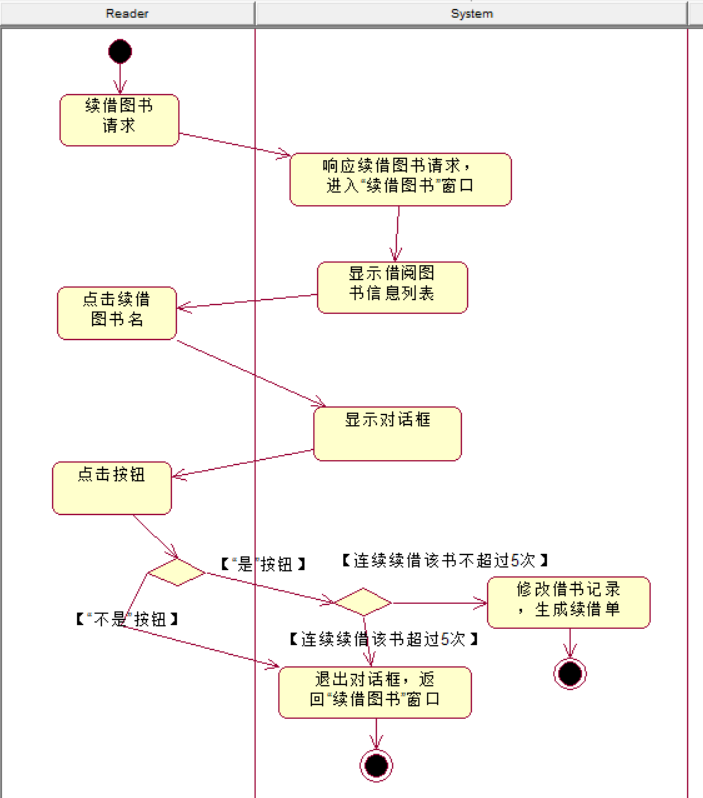 Reader
System
续借图书
请求
响应续借图书请求，
进入“续借图书”窗口
显示借阅图
书信息列表
点击续借
图书名
显示对话框
点击按钮
【“是”按钮】
【连续续借该书不超过5次】
修改借书记录
，生成续借单
【“不是”按钮】
【连续续借该书超过5次】
退出对话框，返
回“续借图书”窗口